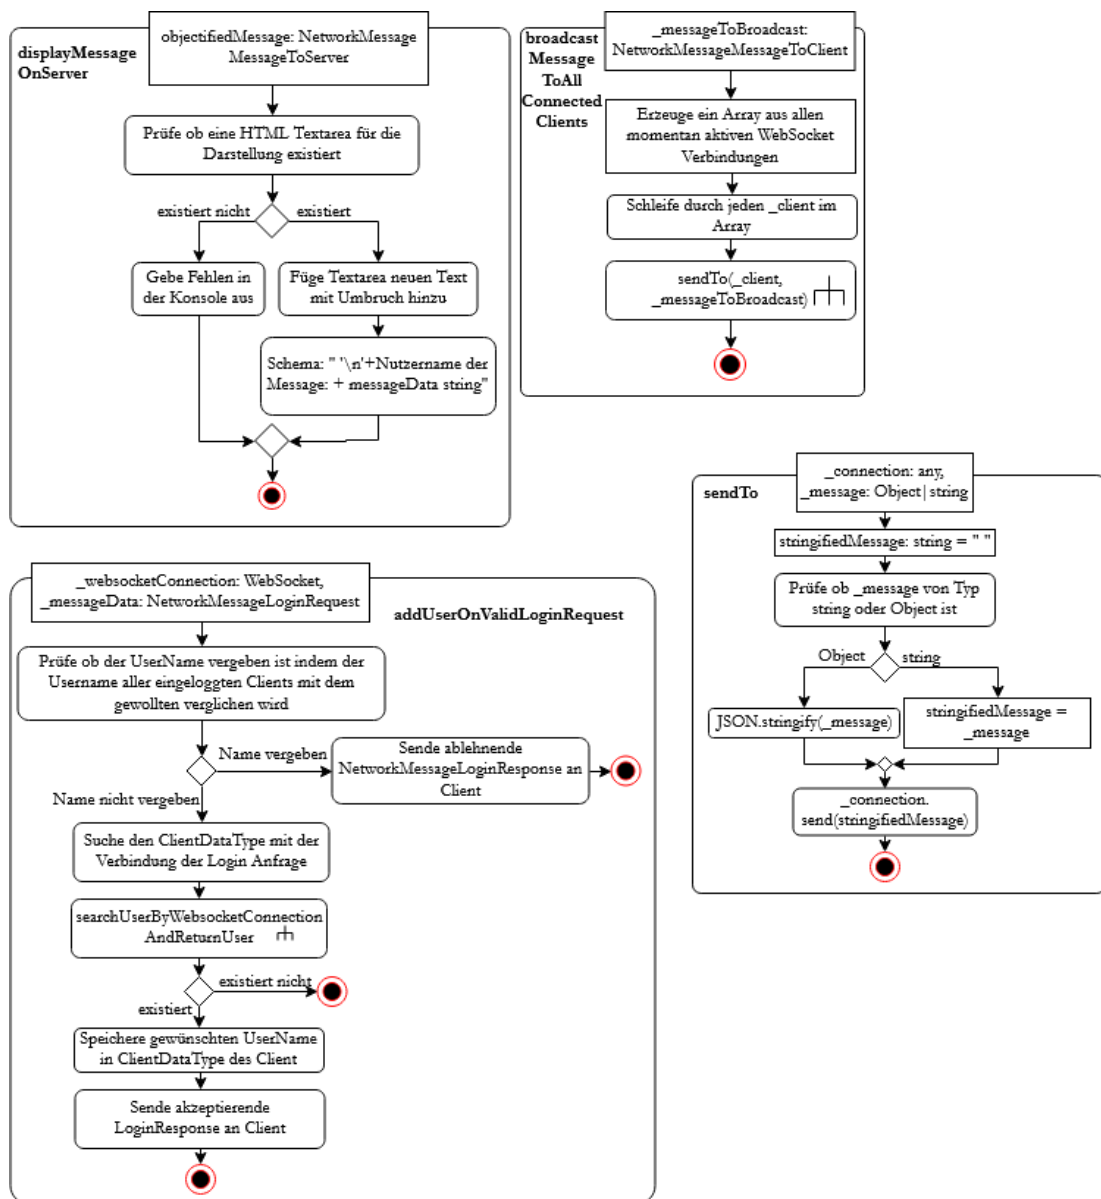 displayMessage
OnServer
objectifiedMessage: NetworkMessage
MessageToServer
Prüfe ob eine HTML Textarea für die
Darstellung existiert
existiert nicht
existiert
Gebe Fehlen in
der Konsole aus
Füge Textarea neuen Text
mit Umbruch hinzu
Schema: " '\n'+Nutzername der
Message: + messageData string"
broadcast
Message
ToAll
Connected
Clients
_messageToBroadcast:
NetworkMessageMessageToClient
Erzeuge ein Array aus allen
momentan aktiven WebSocket
Verbindungen
Schleife durch jeden _client im
Array
sendTo(_client,
_messageToBroadcast)
sendTo
_connection: any,
_message: Object| string
stringifiedMessage: string = " "
Prüfe ob _message von Typ
string oder Object ist
Object
string
JSON.stringify(_message)
stringifiedMessage =
_message
_connection.
send(stringifiedMessage)
_websocketConnection: WebSocket,
_messageData: NetworkMessageLoginRequest
addUserOnValidLoginRequest
Prüfe ob der UserName vergeben ist indem der
Username aller eingeloggten Clients mit dem
gewollten verglichen wird
Name vergeben
Sende ablehnende
NetworkMessageLoginResponse an
Client
Name nicht vergeben
Suche den ClientDataType mit der
Verbindung der Login Anfrage
searchUserByWebsocketConnection
AndReturnUser
existiert nicht
existiert
Speichere gewünschten UserName
in ClientDataType des Client
Sende akzeptierende
LoginResponse an Client